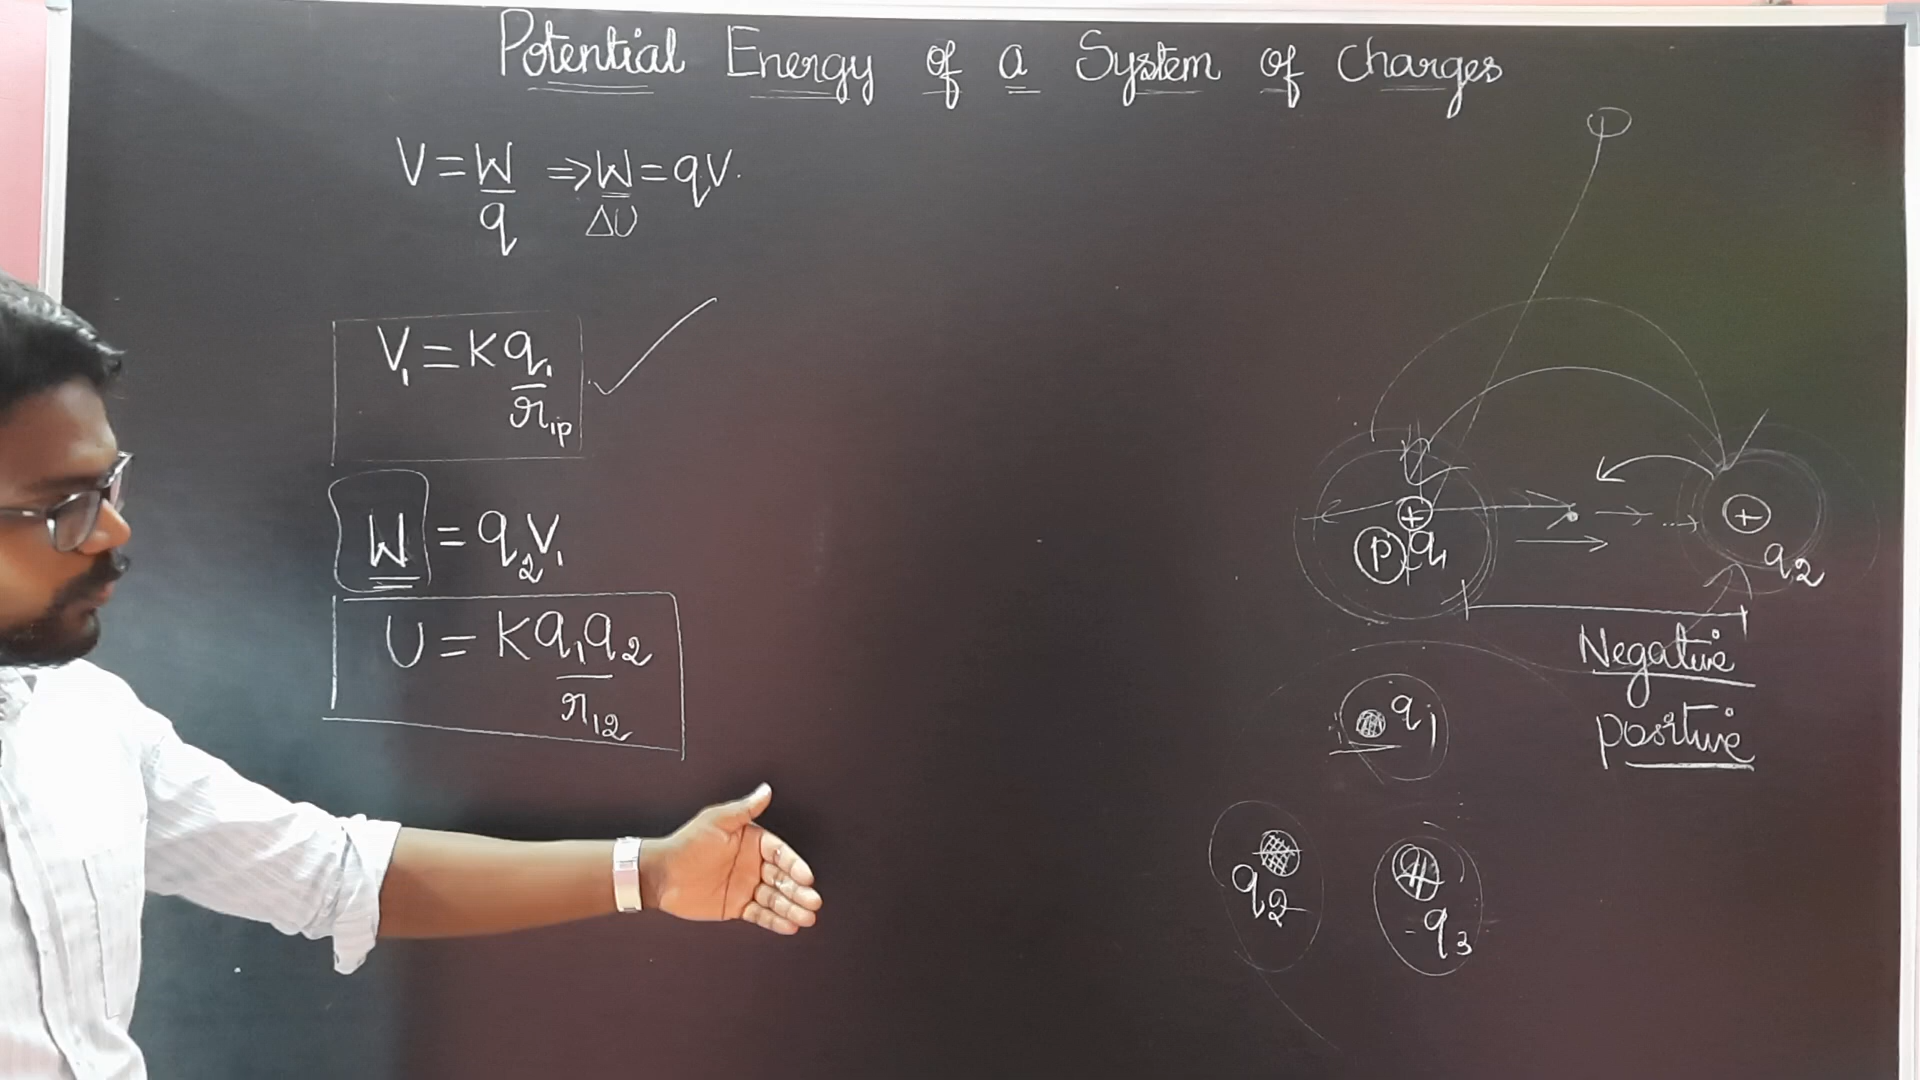 Potential Energy of a System of Charges
V = W/q => W = qV.
ΔU
V₁ = K q₁/r₁p
W = q₂V₁
U = K q₁q₂/r₁₂
+
P q₁
+
q₂
Negative
positive
q₁
q₂
q₃